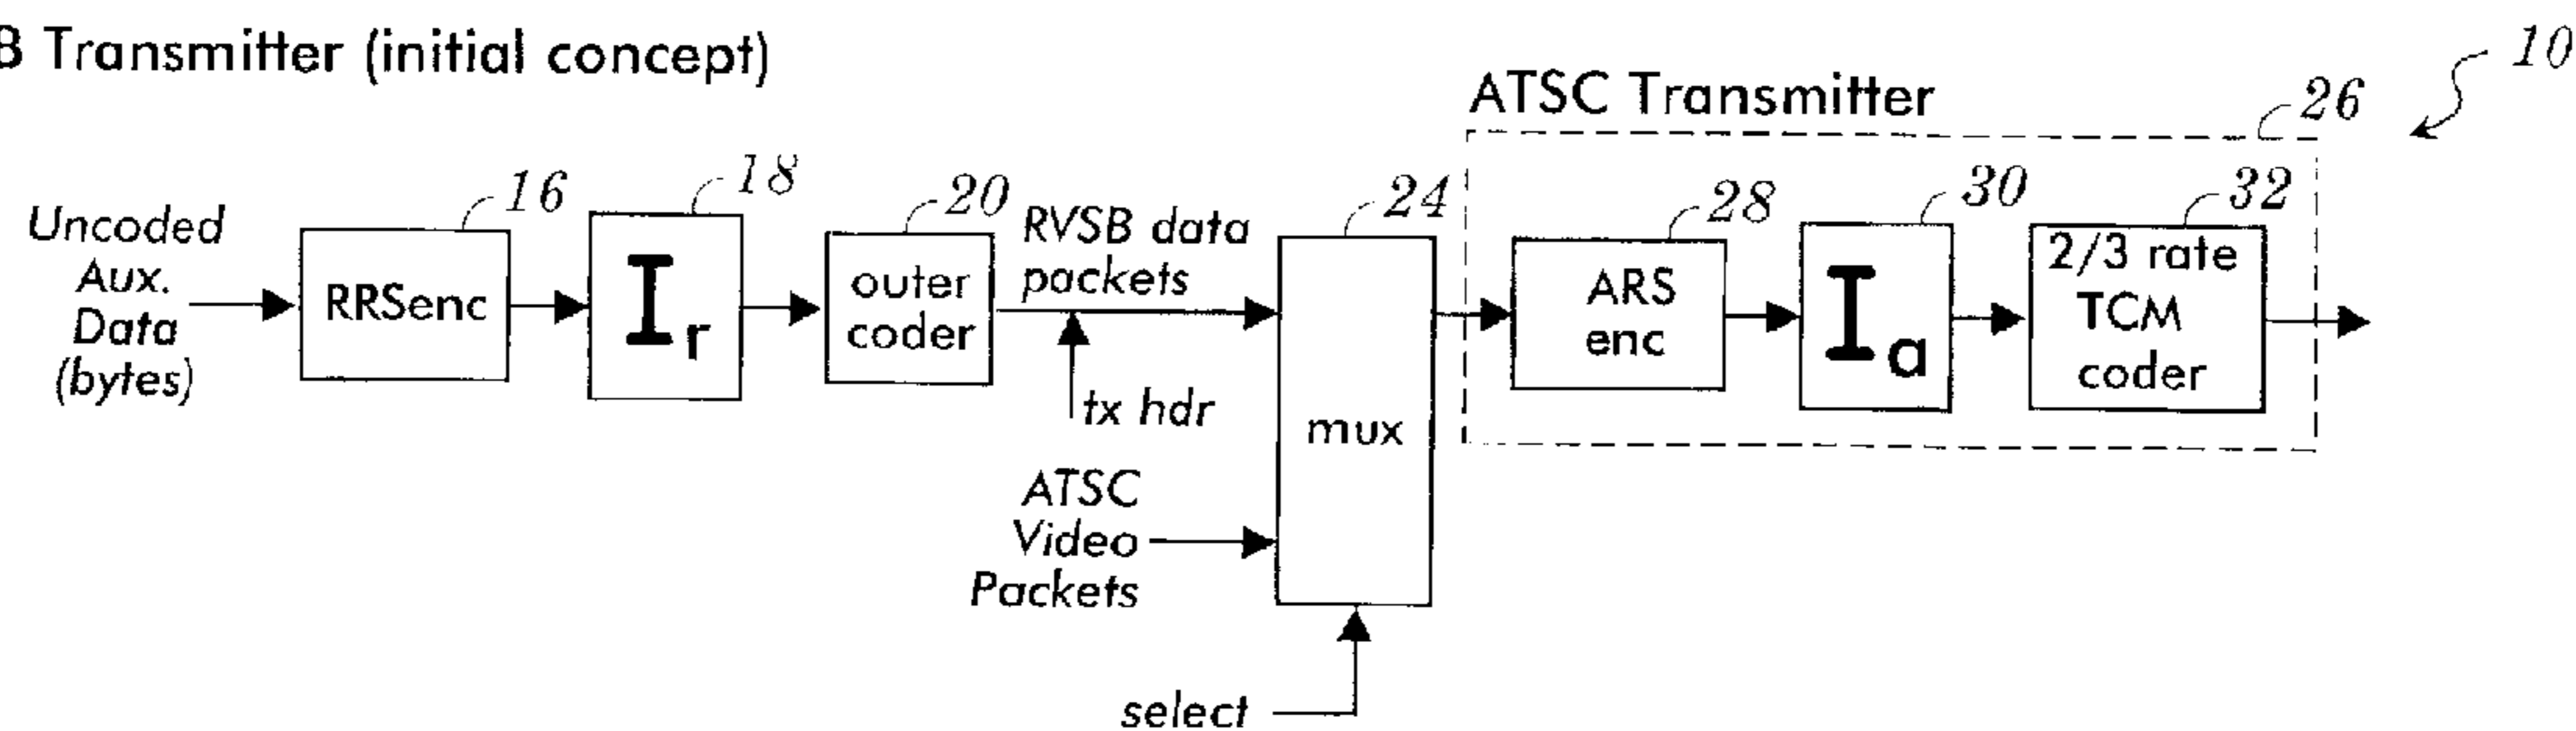 B Transmitter (initial concept)
10
ATSC Transmitter
26
16
18
20
24
28
30
32
Uncoded
Aux.
Data
(bytes)
RRSenc
Ir
outer
coder
RVSB data
packets
tx hdr
ATSC
Video
Packets
mux
select
ARS
enc
Ia
2/3 rate
TCM
coder